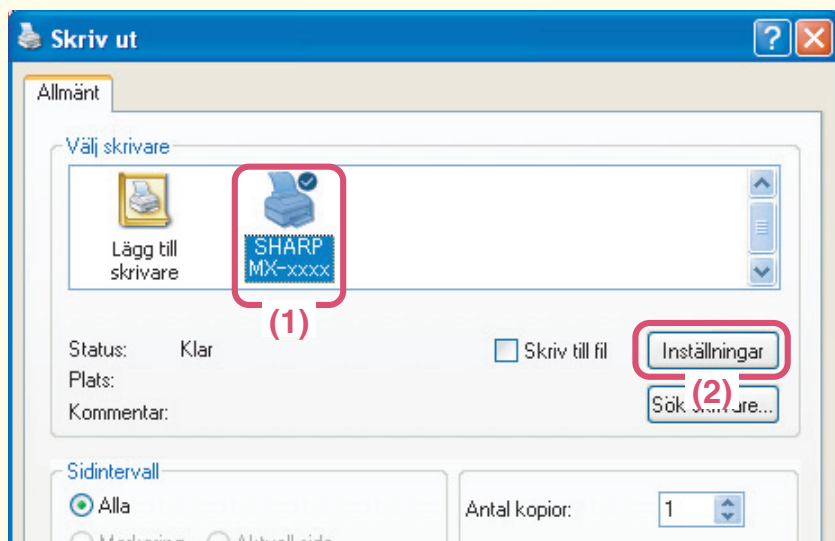 Skriv ut
Allmänt
Välj skrivare
Lägg till
skrivare
SHARP
MX-xxxx
(1)
Status: Klar
Skriv till fil
Inställningar
Plats:
(2)
Kommentar:
Sök
Sidintervall
Alla
Antal kopior: 1